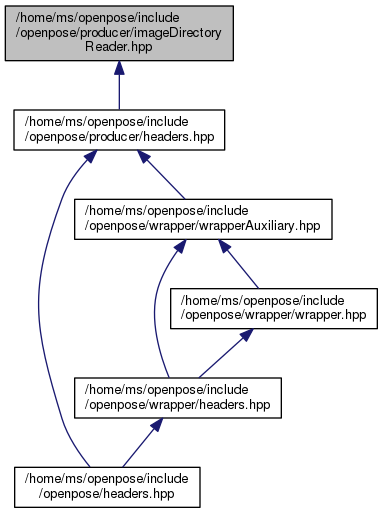 /home/ms/openpose/include
/openpose/producer/imageDirectory
Reader.hpp
/home/ms/openpose/include
/openpose/producer/headers.hpp
/home/ms/openpose/include
/openpose/wrapper/wrapperAuxiliary.hpp
/home/ms/openpose/include
/openpose/wrapper/wrapper.hpp
/home/ms/openpose/include
/openpose/wrapper/headers.hpp
/home/ms/openpose/include
/openpose/headers.hpp